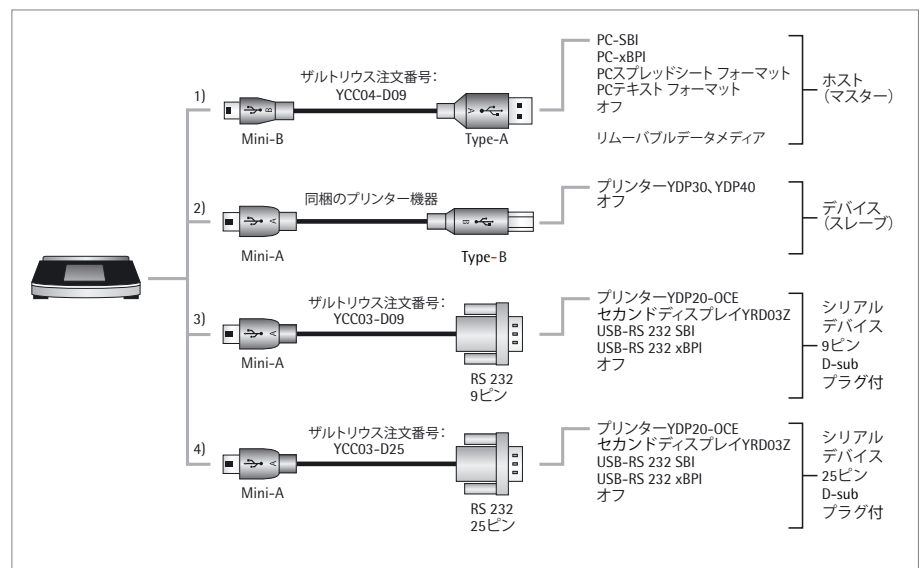 1)
ザルトリウス注文番号：
YCC04-D09
B
Mini-B
A
Type-A
PC-SBI
PC-xBPI
PCスプレッドシート フォーマット
PCテキスト フォーマット
オフ
リムーバブルデータメディア
ホスト
（マスター）
2)
同梱のプリンター機器
A
Mini-A
B
Type-B
プリンターYDP30、YDP40
オフ
デバイス
（スレーブ）
3)
ザルトリウス注文番号：
YCC03-D09
A
Mini-A
RS 232
9ピン
プリンターYDP20-OCE
セカンドディスプレイYRD03Z
USB-RS 232 SBI
USB-RS 232 xBPI
オフ
シリアル
デバイス
9ピン
D-sub
プラグ付
4)
ザルトリウス注文番号：
YCC03-D25
A
Mini-A
RS 232
25ピン
プリンターYDP20-OCE
セカンドディスプレイYRD03Z
USB-RS 232 SBI
USB-RS 232 xBPI
オフ
シリアル
デバイス
25ピン
D-sub
プラグ付